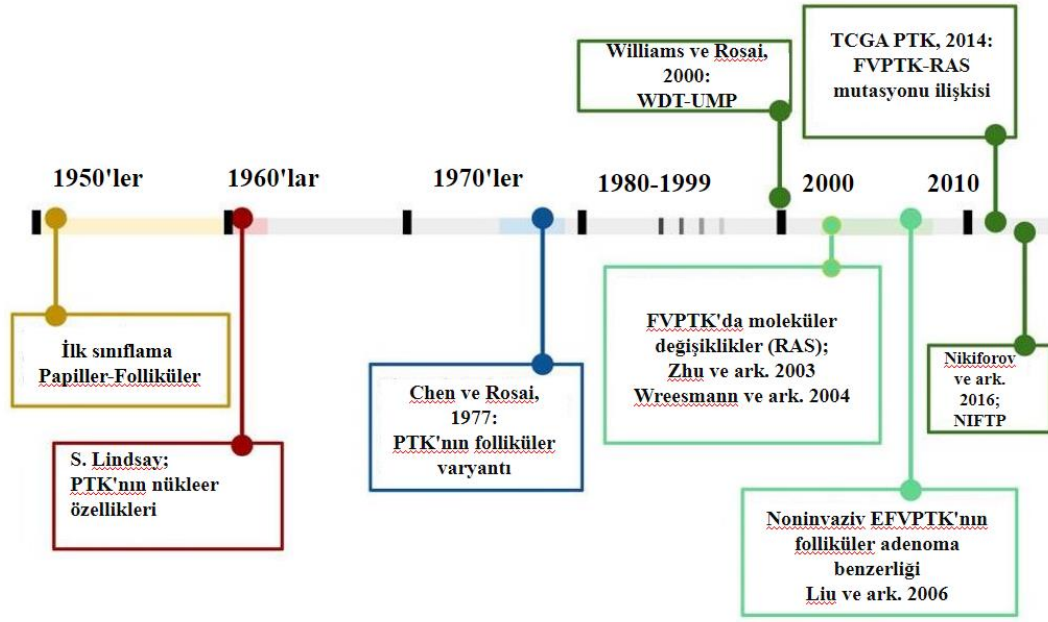 Williams ve Rosai,
2000:
WDT-UMP
TCGA PTK, 2014:
FVPTK-RAS
mutasyonu ilişkisi
1950'ler
1960'lar
1970'ler
1980-1999
2000
2010
İlk sınıflama
Papiller-Folliküler
S. Lindsay;
PTK'nın nükleer
özellikleri
Chen ve Rosai,
1977:
PTK'nın folliküler
varyantı
FVPTK'da moleküler
değişiklikler (RAS);
Zhu ve ark. 2003
Wreesmann ve ark. 2004
Noninvaziv EFVPTK'nın
folliküler adenoma
benzerliği
Liu ve ark. 2006
Nikiforov
ve ark.
2016;
NIFTP